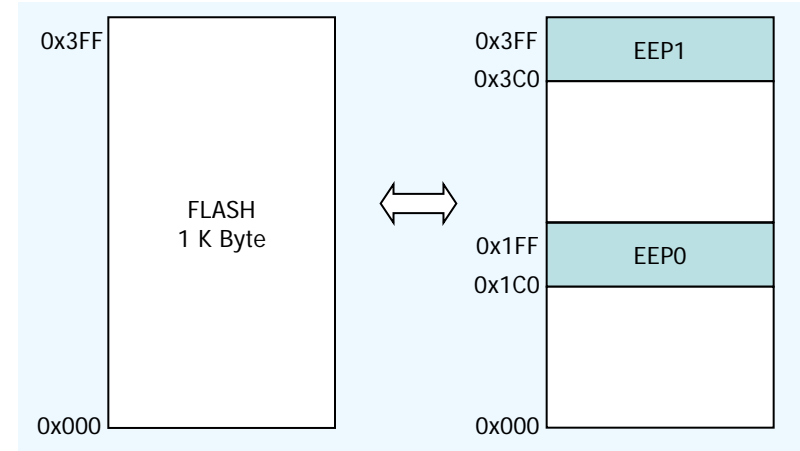 0x3FF
FLASH
1 K Byte
0x000
0x3FF
EEP1
0x3C0
0x1FF
EEP0
0x1C0
0x000